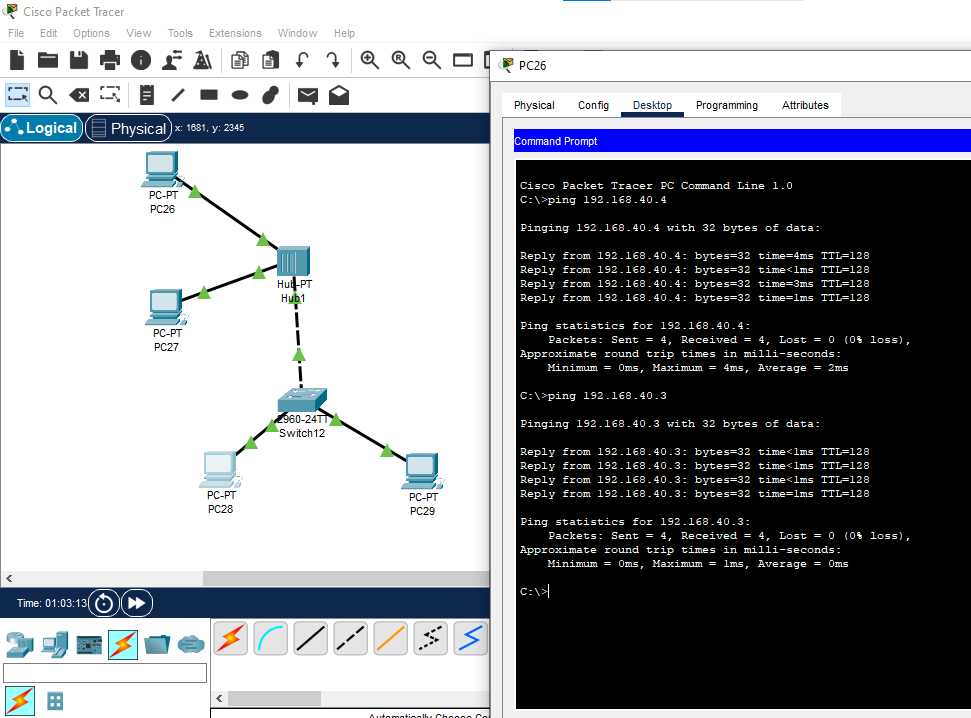 Cisco Packet Tracer
File Edit Options View Tools Extensions Window Help
Logical Physical x: 1681, y: 2345
PC-PT
PC26
Hub-PT
Hub1
PC-PT
PC27
2960-24TT
Switch12
PC-PT
PC28
PC-PT
PC29
Time: 01:03:13
PC26
Physical Config Desktop Programming Attributes
Command Prompt
Cisco Packet Tracer PC Command Line 1.0
C:\>ping 192.168.40.4
Pinging 192.168.40.4 with 32 bytes of data:
Reply from 192.168.40.4: bytes=32 time=4ms TTL=128
Reply from 192.168.40.4: bytes=32 time<1ms TTL=128
Reply from 192.168.40.4: bytes=32 time=3ms TTL=128
Reply from 192.168.40.4: bytes=32 time=1ms TTL=128
Ping statistics for 192.168.40.4:
Packets: Sent = 4, Received = 4, Lost = 0 (0% loss),
Approximate round trip times in milli-seconds:
Minimum = 0ms, Maximum = 4ms, Average = 2ms
C:\>ping 192.168.40.3
Pinging 192.168.40.3 with 32 bytes of data:
Reply from 192.168.40.3: bytes=32 time<1ms TTL=128
Reply from 192.168.40.3: bytes=32 time<1ms TTL=128
Reply from 192.168.40.3: bytes=32 time<1ms TTL=128
Reply from 192.168.40.3: bytes=32 time=1ms TTL=128
Ping statistics for 192.168.40.3:
Packets: Sent = 4, Received = 4, Lost = 0 (0% loss),
Approximate round trip times in milli-seconds:
Minimum = 0ms, Maximum = 1ms, Average = 0ms
C:\>